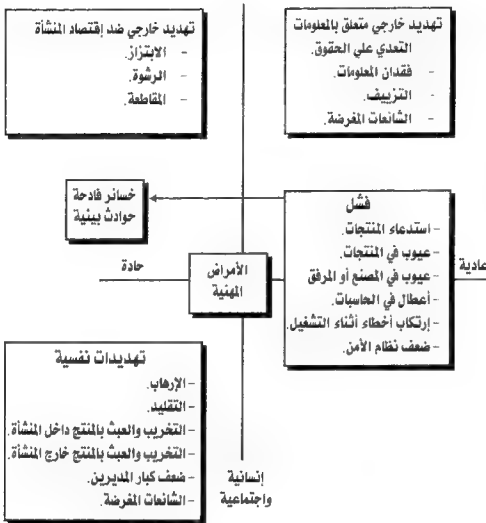 تهديد خارجي متعلق بالمعلومات
التعدي علي الحقوق.
- فقدان المعلومات.
- التزييف.
- الشائعات المغرضة.
تهديد خارجي ضد إقتصاد المنشأة
- الابتزاز.
- الرشوة.
- المقاطعة.
خسائر فادحة
حوادث بيئية
فشل
- استدعاء المنتجات.
- عيوب في المنتجات.
- عيوب في المصنع أو المرفق
- أعطال في الحاسبات.
- إرتكاب أخطاء أثناء التشغيل.
- ضعف نظام الأمن.
عادية
الأمراض
المهنية
حادة
تهديدات نفسية
- الإرهاب.
- التقليد.
- التخريب والعبث بالمنتج داخل المنشأة.
- التخريب والعبث بالمنتج خارج المنشأة.
- ضعف كبار المديرين.
- الشائعات المغرضة.
إنسانية
واجتماعية